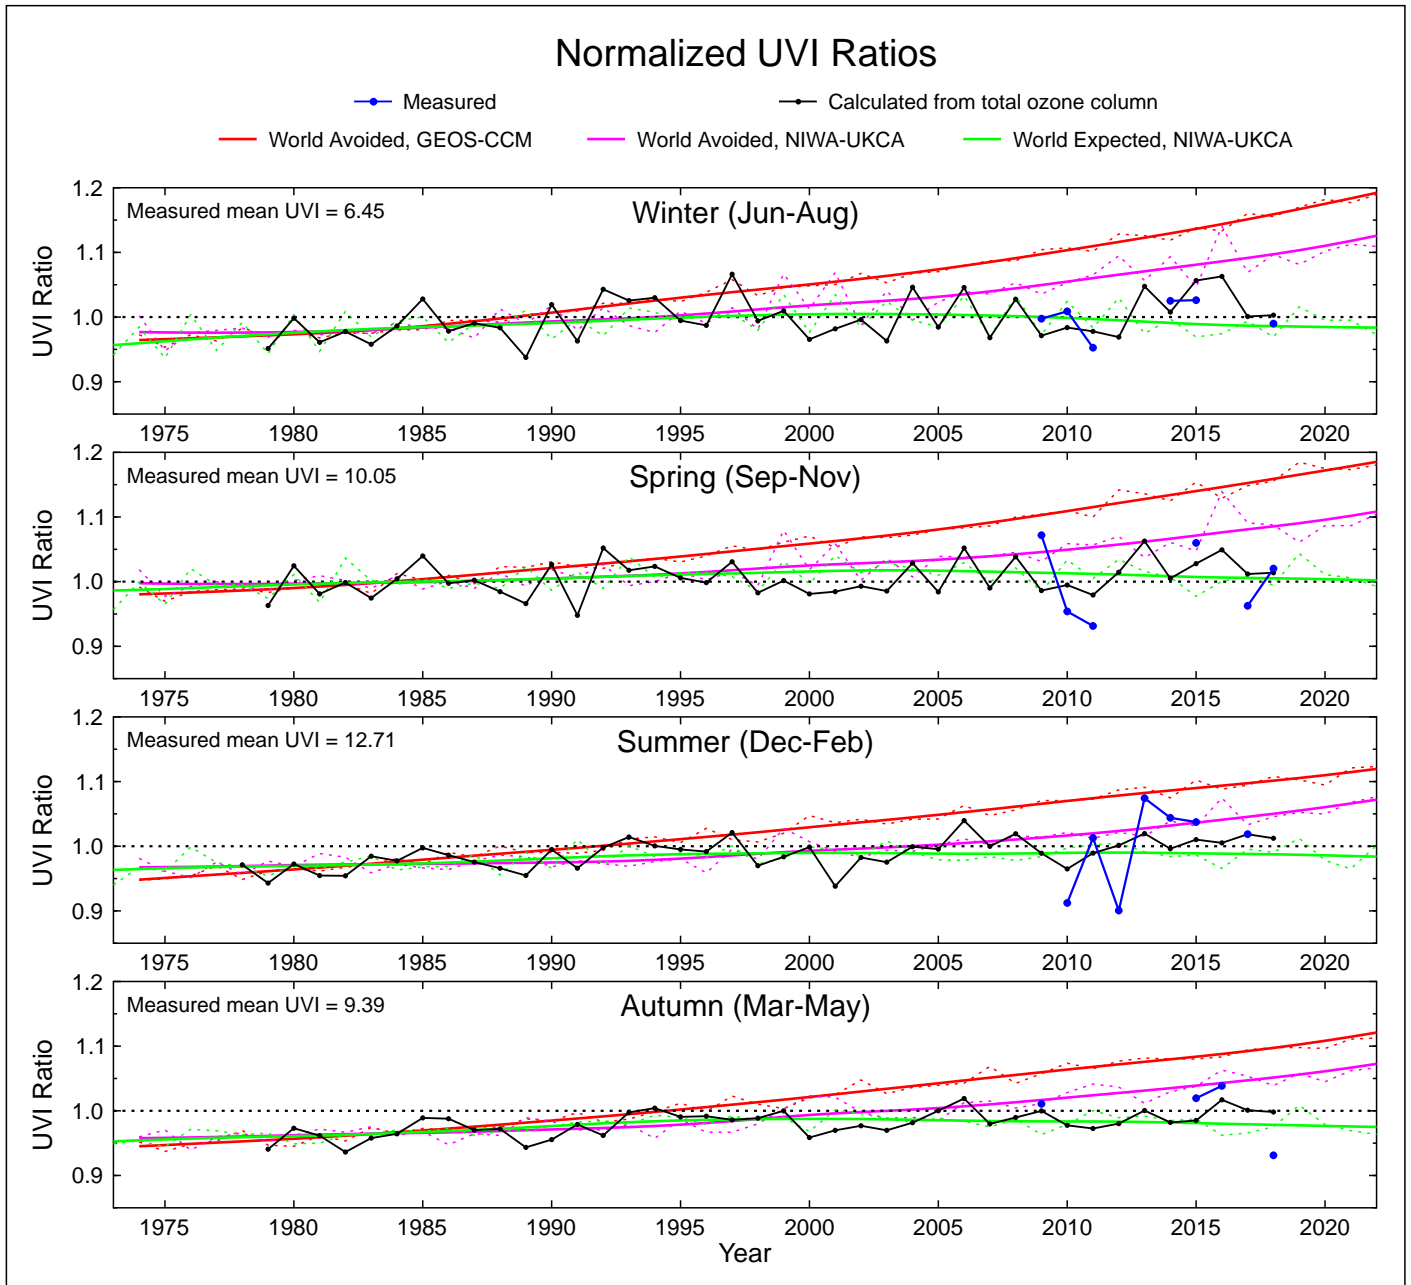 Normalized UVI Ratios
Measured
Calculated from total ozone column
World Avoided, GEOS-CCM
World Avoided, NIWA-UKCA
World Expected, NIWA-UKCA
1.2
Measured mean UVI = 6.45
Winter (Jun-Aug)
1.1
1.0
0.9
UVI Ratio
1975 1980 1985 1990 1995 2000 2005 2010 2015 2020
1.2
Measured mean UVI = 10.05
Spring (Sep-Nov)
1.1
1.0
0.9
UVI Ratio
1975 1980 1985 1990 1995 2000 2005 2010 2015 2020
1.2
Measured mean UVI = 12.71
Summer (Dec-Feb)
1.1
1.0
0.9
UVI Ratio
1975 1980 1985 1990 1995 2000 2005 2010 2015 2020
1.2
Measured mean UVI = 9.39
Autumn (Mar-May)
1.1
1.0
0.9
UVI Ratio
1975 1980 1985 1990 1995 2000 2005 2010 2015 2020
Year